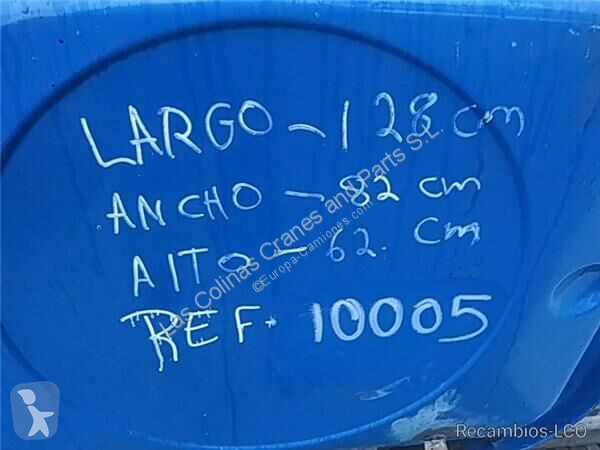 LARGO - 128 cm
ANCHO - 82 cm
AlTO - 62. cm
REF. 10005
Las Colinas Cranes and Parts S.L.
©Europa-Camiones.com
Recambios-LCO